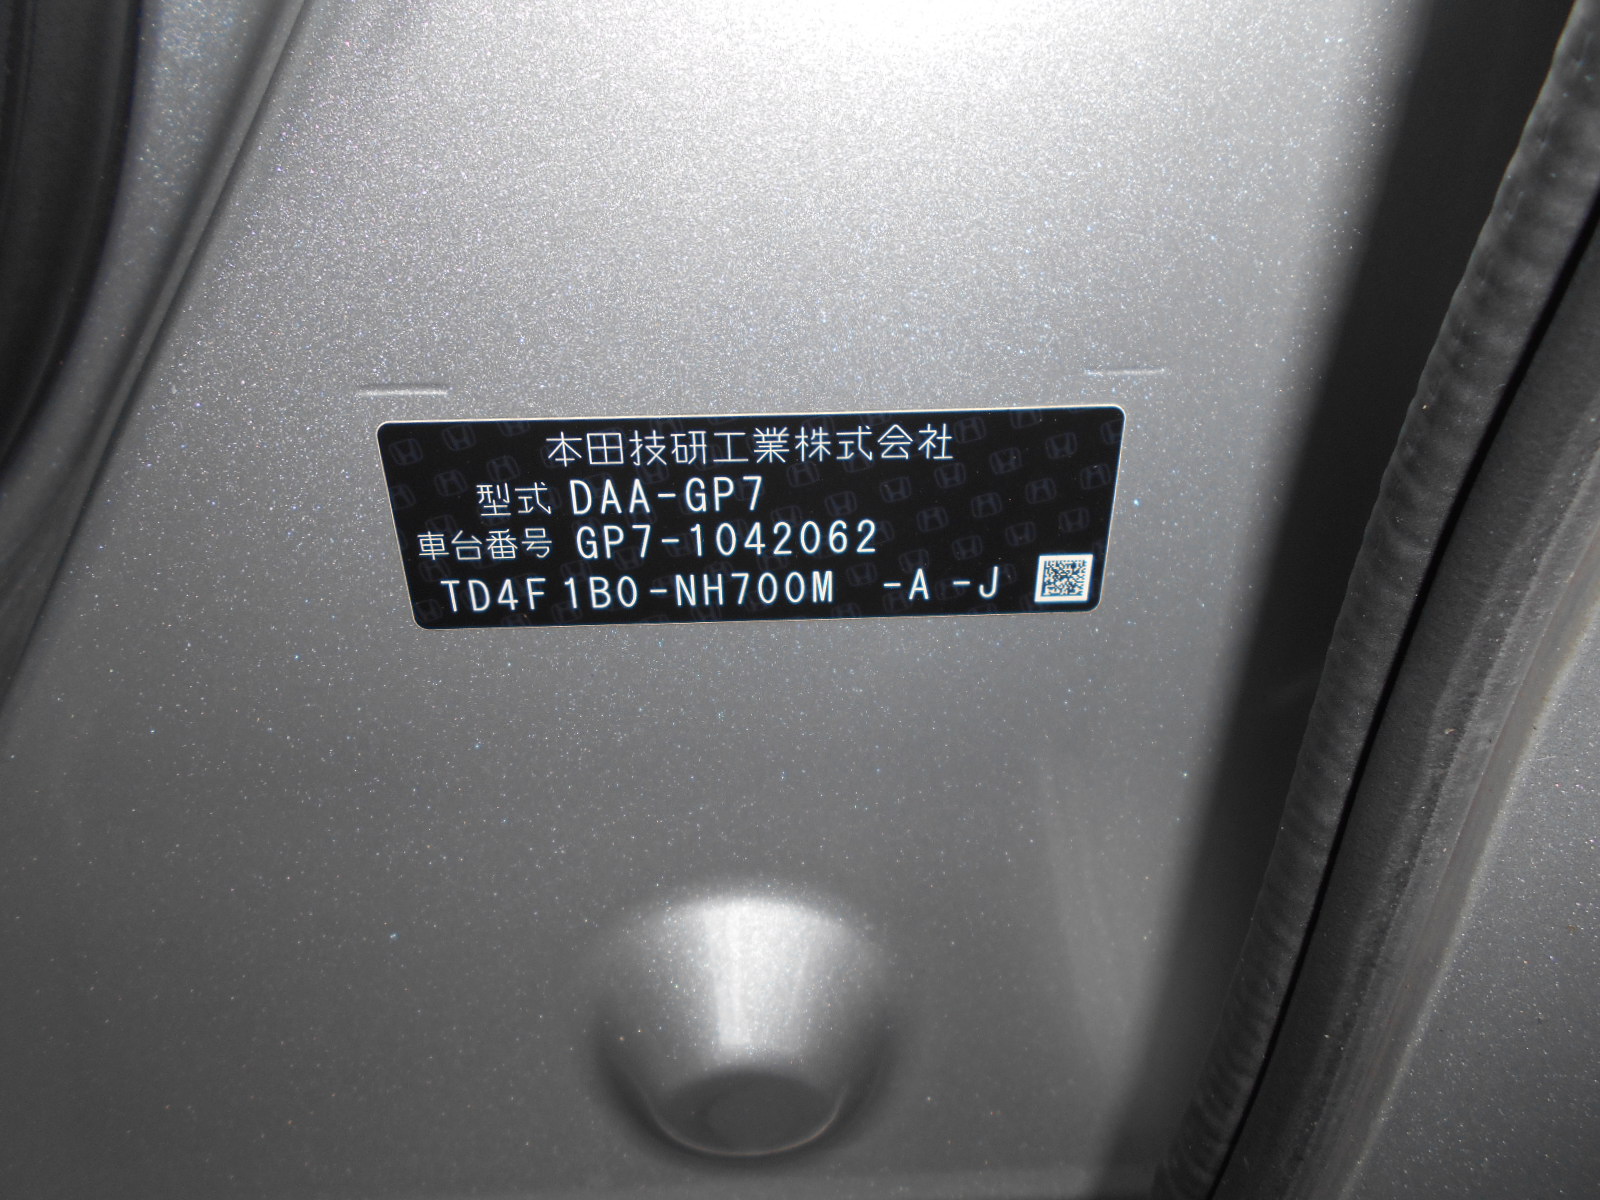 本田技研工業株式会社
型式 DAA-GP7
車台番号 GP7-1042062
TD4F1B0-NH700M -A -J